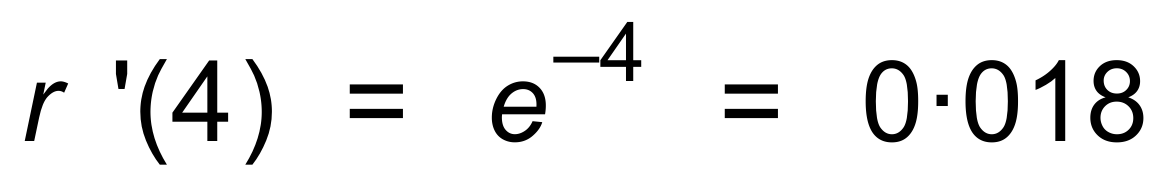 r '(4) = e⁻⁴ = 0·018